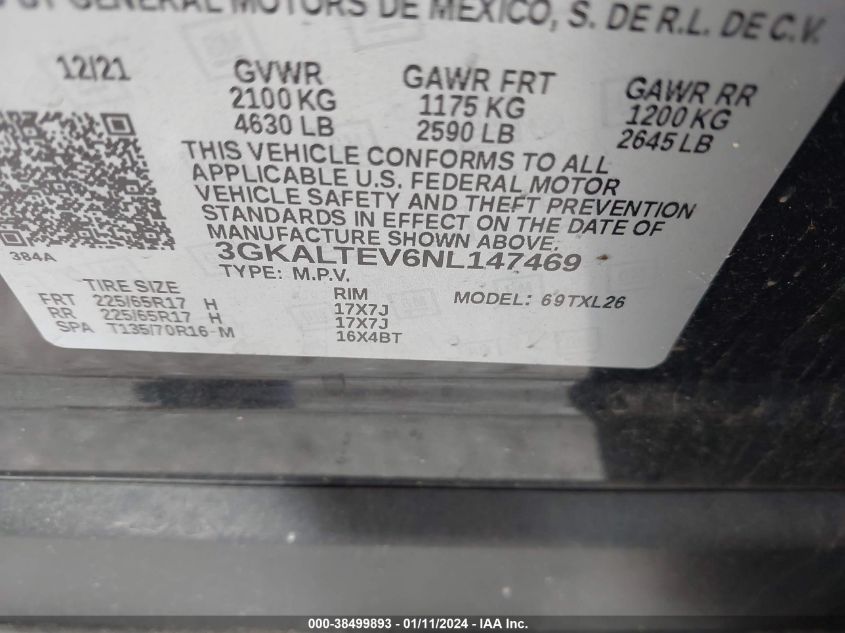 BY GENERAL MOTORS DE MEXICO, S. DE R.L. DE C.V.
12/21
GVWR
2100 KG
4630 LB
GAWR FRT
1175 KG
2590 LB
GAWR RR
1200 KG
2645 LB
THIS VEHICLE CONFORMS TO ALL
APPLICABLE U.S. FEDERAL MOTOR
VEHICLE SAFETY AND THEFT PREVENTION
STANDARDS IN EFFECT ON THE DATE OF
MANUFACTURE SHOWN ABOVE.
384A
3GKALTEV6NL147469
TYPE: M.P.V.
TIRE SIZE
FRT 225/65R17 H
RR 225/65R17 H
SPA T135/70R16 M
RIM
17X7J
17X7J
16X4BT
MODEL: 69TXL26
000-38499893 - 01/11/2024 - IAA Inc.